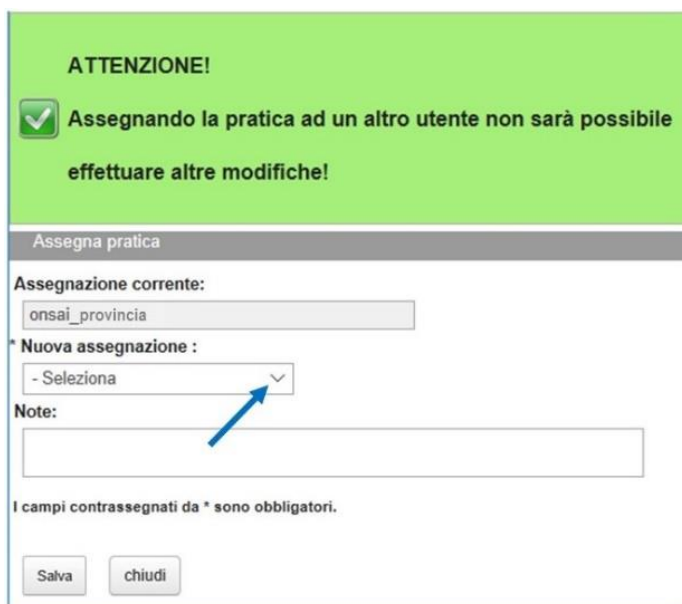 ATTENZIONE!
Assegnando la pratica ad un altro utente non sarà possibile
effettuare altre modifiche!
Assegna pratica
Assegnazione corrente:
onsai_provincia
* Nuova assegnazione :
- Seleziona
Note:
I campi contrassegnati da * sono obbligatori.
Salva chiudi